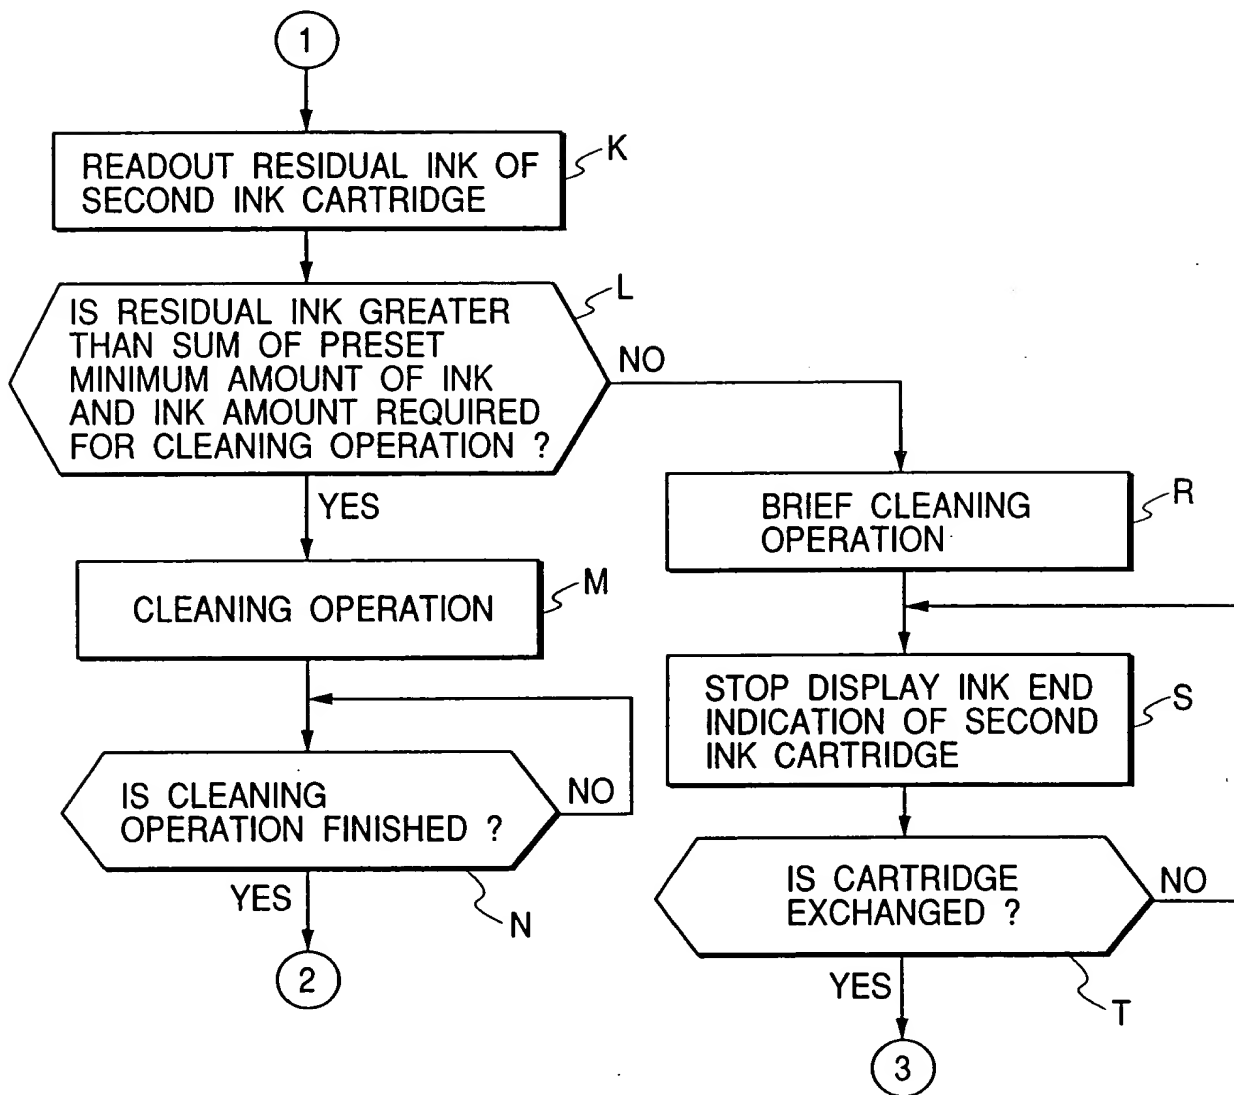 1
READOUT RESIDUAL INK OF
SECOND INK CARTRIDGE
K
IS RESIDUAL INK GREATER
THAN SUM OF PRESET
MINIMUM AMOUNT OF INK
AND INK AMOUNT REQUIRED
FOR CLEANING OPERATION ?
L
NO
YES
CLEANING OPERATION
M
IS CLEANING
OPERATION FINISHED ?
NO
YES
N
2
BRIEF CLEANING
OPERATION
R
STOP DISPLAY INK END
INDICATION OF SECOND
INK CARTRIDGE
S
IS CARTRIDGE
EXCHANGED ?
NO
YES
T
3